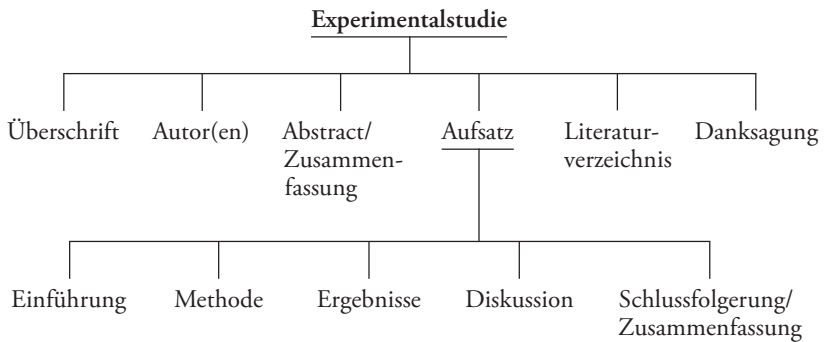 Experimentalstudie
Überschrift Autor(en) Abstract/ Aufsatz Literatur- Danksagung
Zusammen- verzeichnis
fassung
Einführung Methode Ergebnisse Diskussion Schlussfolgerung/
Zusammenfassung